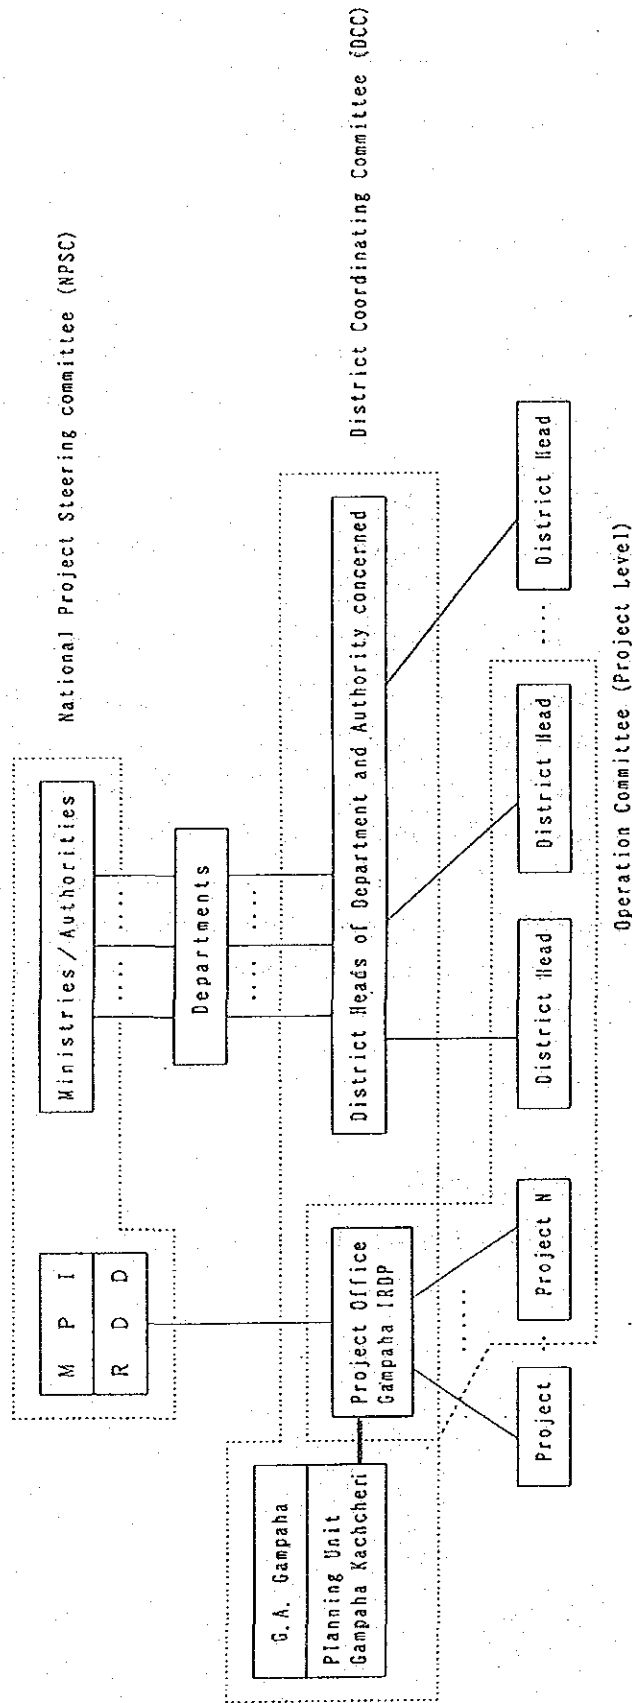 National Project Steering committee (NPSC)
M P I
R D D
Ministries/Authorities
....
Departments
....
District Coordinating Committee (DCC)
G.A. Gampaha
Planning Unit
Gampaha Kachcheri
Project Office
Gampaha IRDP
District Heads of Department and Authority concerned
......
Project
..
Project N
District Head
District Head
....
District Head
Operation Committee (Project Level)